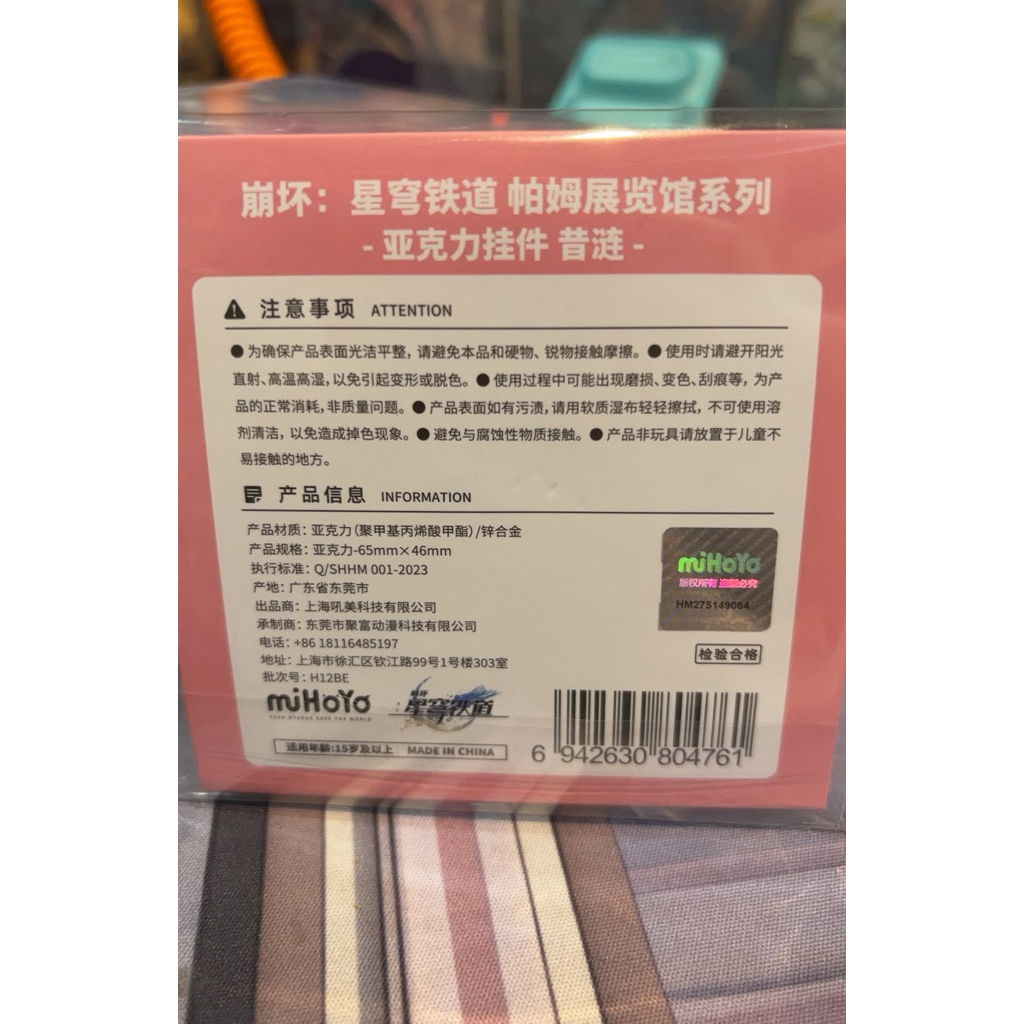 崩坏：星穹铁道 帕姆展览馆系列
- 亚克力挂件 昔涟 -
注意事项 ATTENTION
●为确保产品表面光洁平整，请避免本品和硬物、锐物接触摩擦。●使用时请避开阳光
直射、高温高湿，以免引起变形或脱色。●使用过程中可能出现磨损、变色、刮痕等，为产
品的正常消耗，非质量问题。●产品表面如有污渍，请用软质湿布轻轻擦拭，不可使用溶
剂清洁，以免造成掉色现象。●避免与腐蚀性物质接触。●产品非玩具请放置于儿童不
易接触的地方。
产品信息 INFORMATION
产品材质：亚克力（聚甲基丙烯酸甲酯）/锌合金
产品规格：亚克力-65mm×46mm
执行标准：Q/SHHM 001-2023
产地：广东省东莞市
出品商：上海吼美科技有限公司
承制商：东莞市聚富动漫科技有限公司
电话：+86 18116485197
地址：上海市徐汇区钦江路99号1号楼303室
批次号：H12BE
miHoYo
版权所有 盗版必究
HM275149064
检验合格
miHoYo
TECH OTAKUS SAVE THE WORLD
崩坏
星穹铁道
适用年龄:15岁及以上 MADE IN CHINA
6 942630 804761